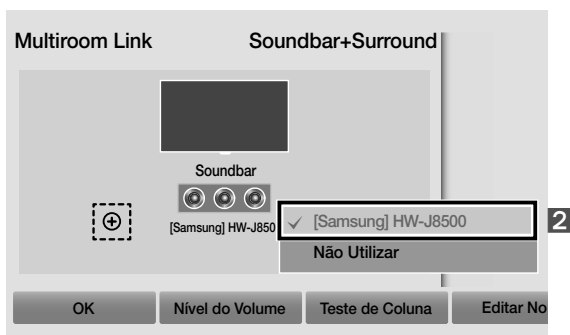 Multiroom Link
Soundbar+Surround
Soundbar
[Samsung] HW-J850
[Samsung] HW-J8500
2
Não Utilizar
OK
Nível do Volume
Teste de Coluna
Editar No